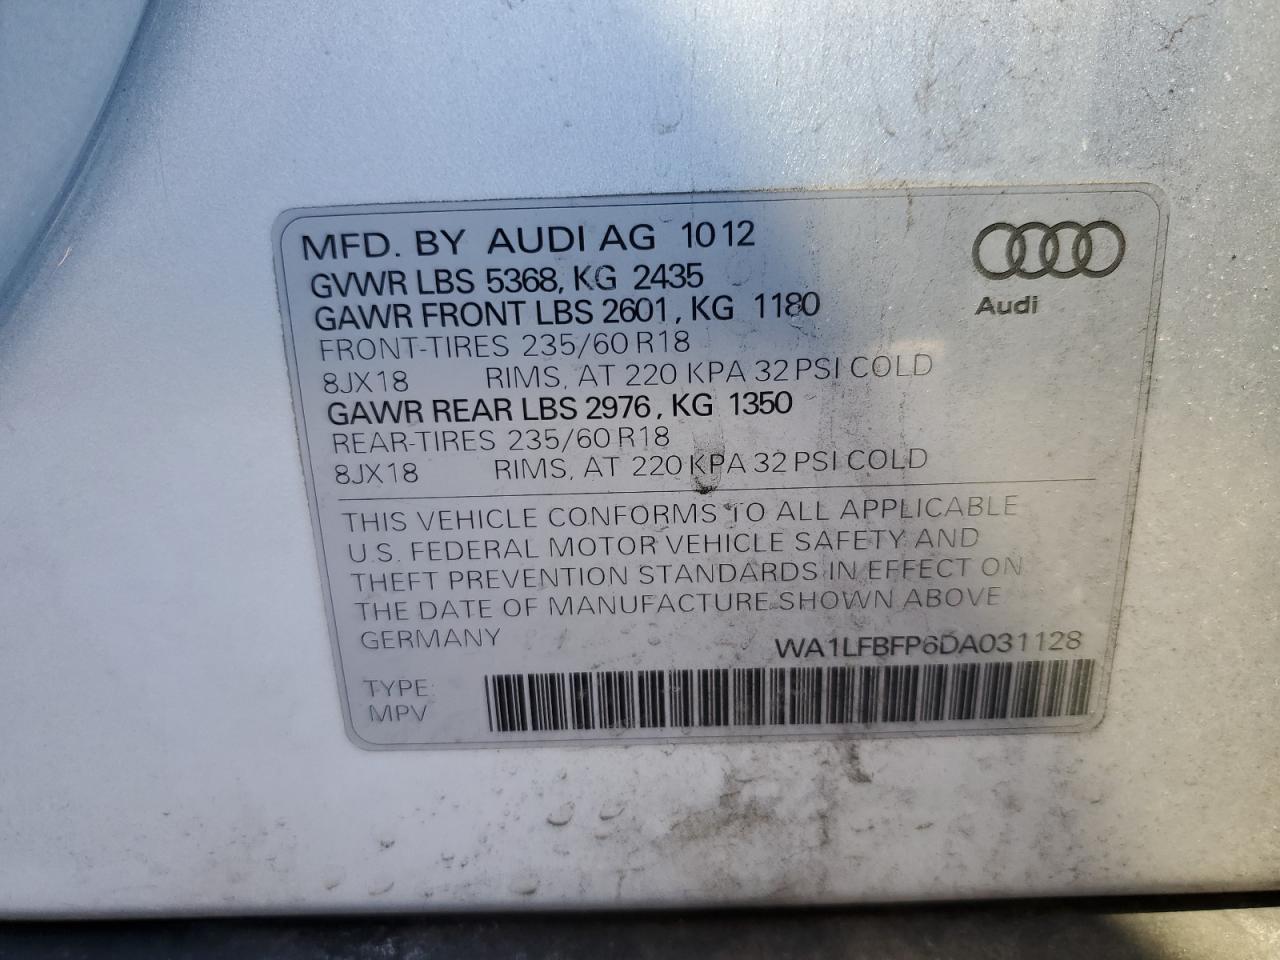 MFD. BY AUDI AG 1012
GVWR LBS 5368, KG 2435
GAWR FRONT LBS 2601, KG 1180
FRONT-TIRES 235/60 R18
8JX18 RIMS, AT 220 KPA 32 PSI COLD
GAWR REAR LBS 2976, KG 1350
REAR-TIRES 235/60 R18
8JX18 RIMS, AT 220 KPA 32 PSI COLD
Audi
THIS VEHICLE CONFORMS TO ALL APPLICABLE
U.S. FEDERAL MOTOR VEHICLE SAFETY AND
THEFT PREVENTION STANDARDS IN EFFECT ON
THE DATE OF MANUFACTURE SHOWN ABOVE
GERMANY WA1LFBFP6DA031128
TYPE:
MPV